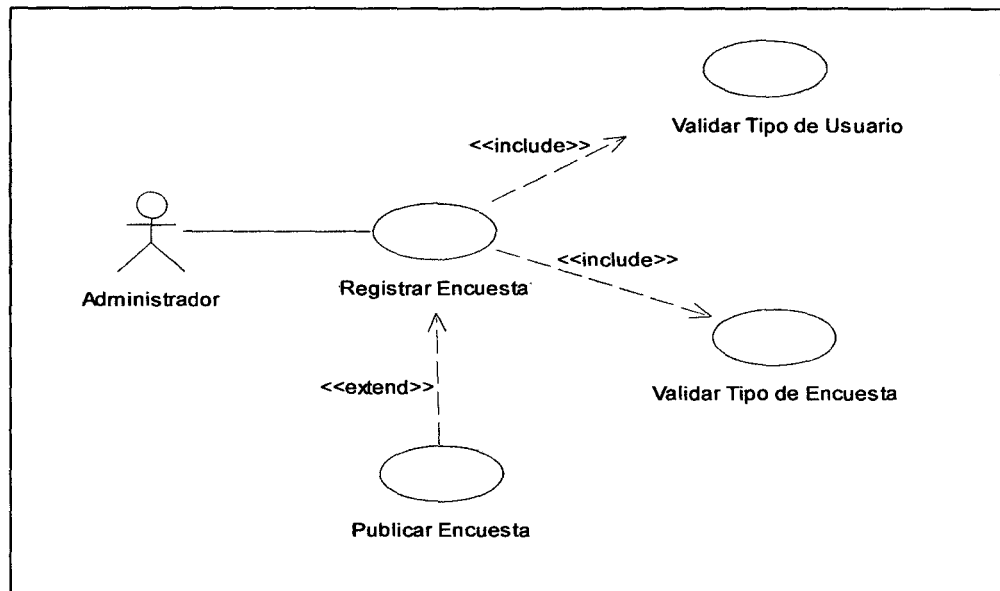 Validar Tipo de Usuario
<<include>>
<<include>>
Registrar Encuesta
Administrador
<<extend>>
Validar Tipo de Encuesta
Publicar Encuesta